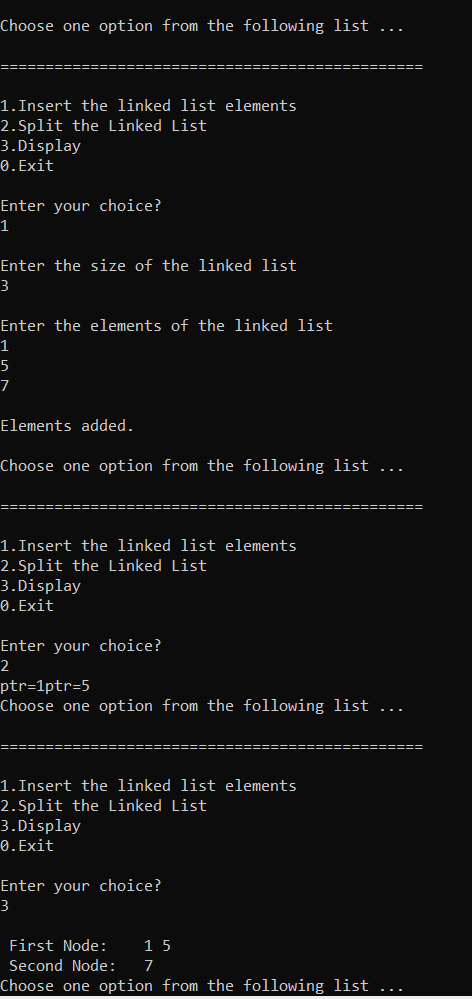 Choose one option from the following list ...
===============================================
1.Insert the linked list elements
2.Split the Linked List
3.Display
0.Exit
Enter your choice?
1
Enter the size of the linked list
3
Enter the elements of the linked list
1
5
7
Elements added.
Choose one option from the following list ...
===============================================
1.Insert the linked list elements
2.Split the Linked List
3.Display
0.Exit
Enter your choice?
2
ptr=1ptr=5
Choose one option from the following list ...
===============================================
1.Insert the linked list elements
2.Split the Linked List
3.Display
0.Exit
Enter your choice?
3
First Node:    1 5
Second Node:   7
Choose one option from the following list ...